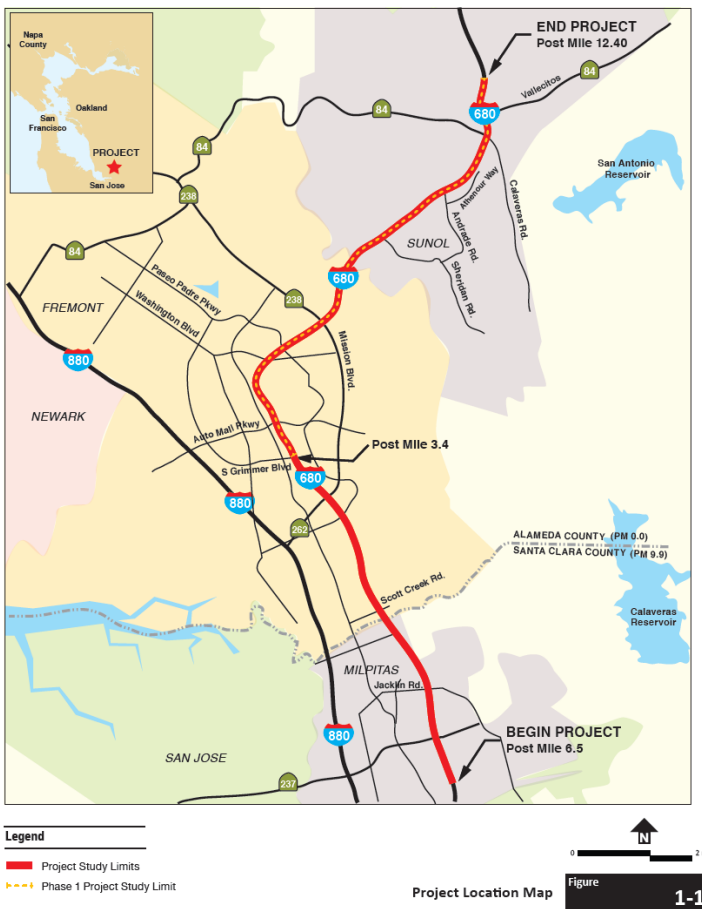 Napa
County
San
Francisco
Oakland
PROJECT
San Jose
END PROJECT
Post Mile 12.40
Vallecitos
84
84
680
84
San Antonio
Reservoir
238
Athenour Way
Calaveras Rd.
Andrade Rd.
SUNOL
Sheridan Rd.
84
680
Paseo Padre Pkwy
238
FREMONT
Washington Blvd
Mission Blvd.
880
NEWARK
Auto Mall Pkwy
Post Mile 3.4
S Grimmer Blvd
680
880
262
ALAMEDA COUNTY (PM 0.0)
SANTA CLARA COUNTY (PM 9.9)
Scott Creek Rd.
Calaveras
Reservoir
MILPITAS
Jacklin Rd.
BEGIN PROJECT
Post Mile 6.5
880
SAN JOSE
237
Legend
Project Study Limits
Phase 1 Project Study Limit
N
0 2
Project Location Map
Figure
1-1